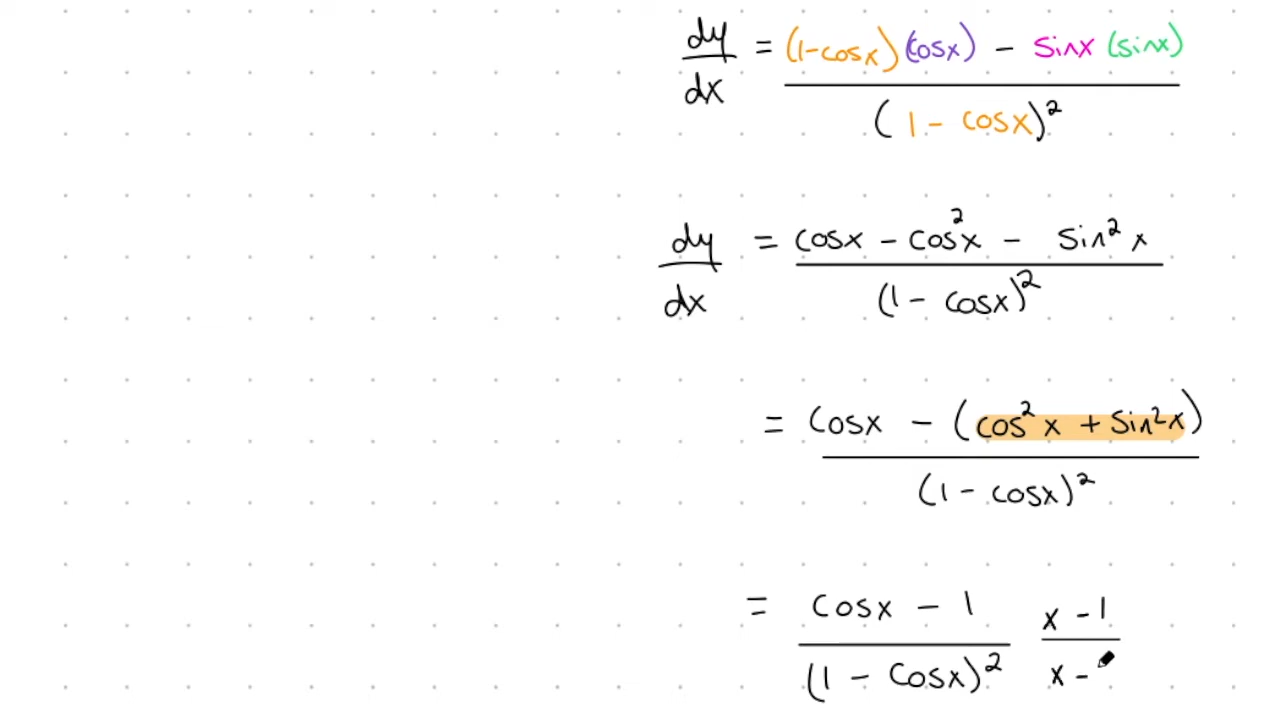 dy/dx = (1-cosx)(cosx) - sinx (sinx) / (1 - cosx)²
dy/dx = cosx - cos²x - sin²x / (1 - cosx)²
= cosx - (cos²x + sin²x) / (1 - cosx)²
= cosx - 1 / (1 - cosx)² x - 1 / x -